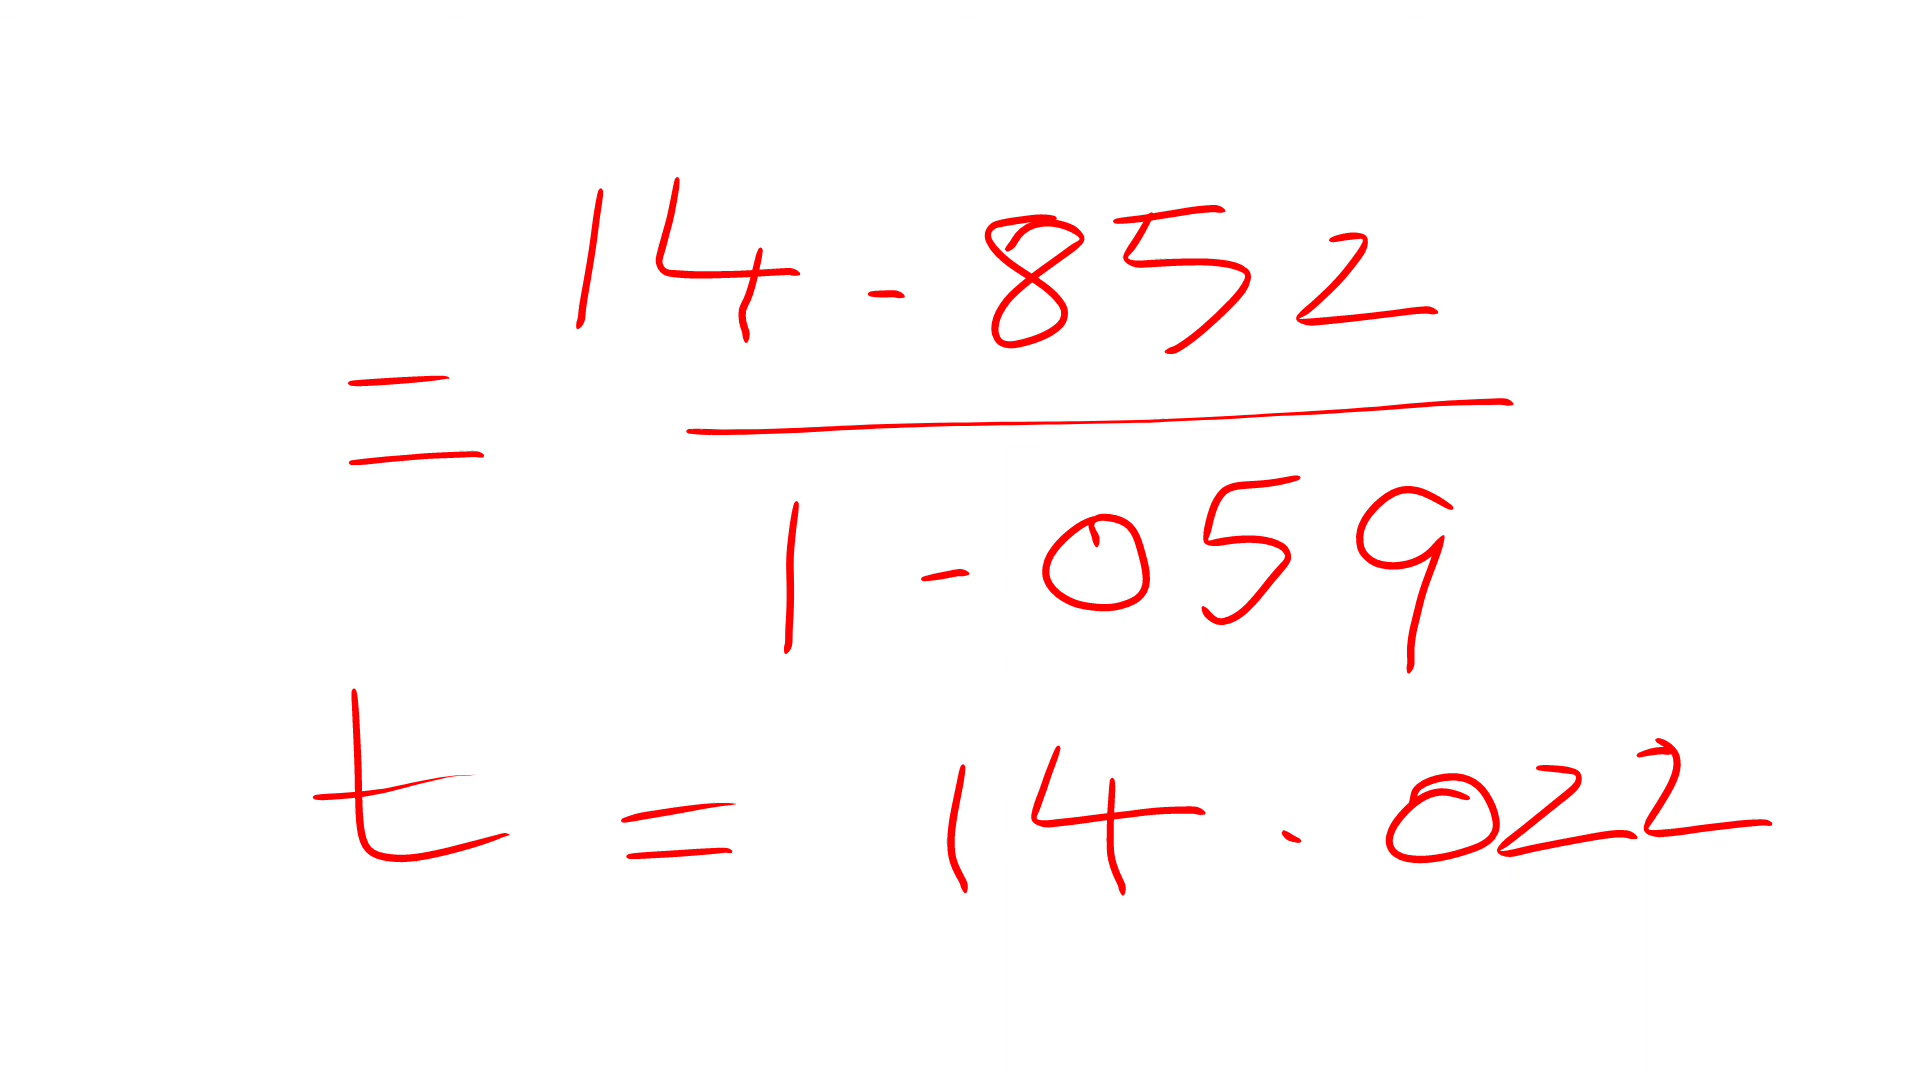 = 14.852 / 1.059
t = 14.022